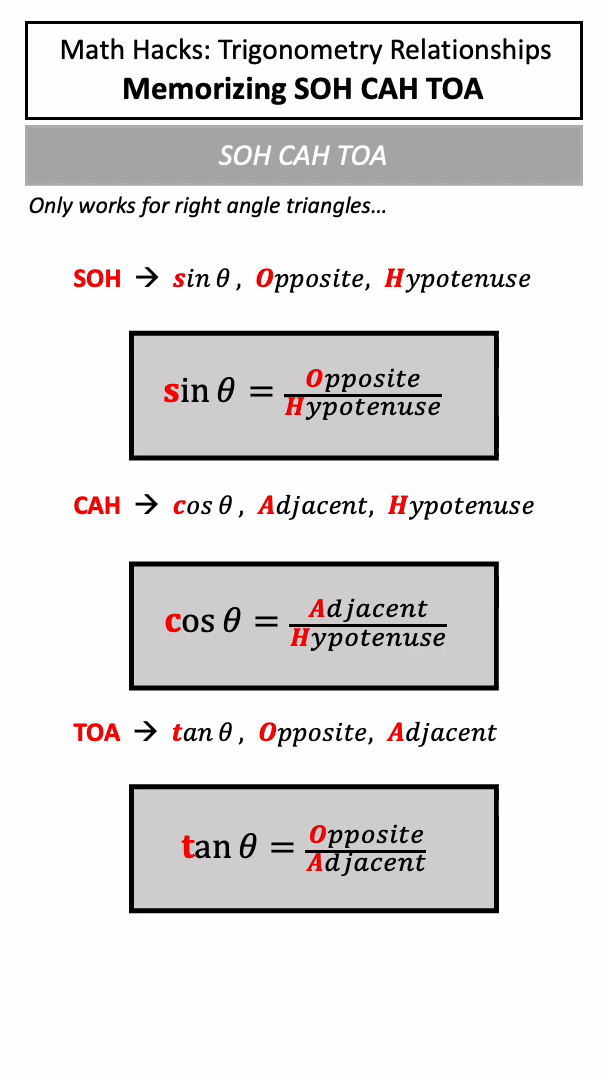 Math Hacks: Trigonometry Relationships
Memorizing SOH CAH TOA
SOH CAH TOA
Only works for right angle triangles...
SOH → sin θ , Opposite, Hypotenuse
sin θ = Opposite / Hypotenuse
CAH → cos θ , Adjacent, Hypotenuse
cos θ = Adjacent / Hypotenuse
TOA → tan θ , Opposite, Adjacent
tan θ = Opposite / Adjacent